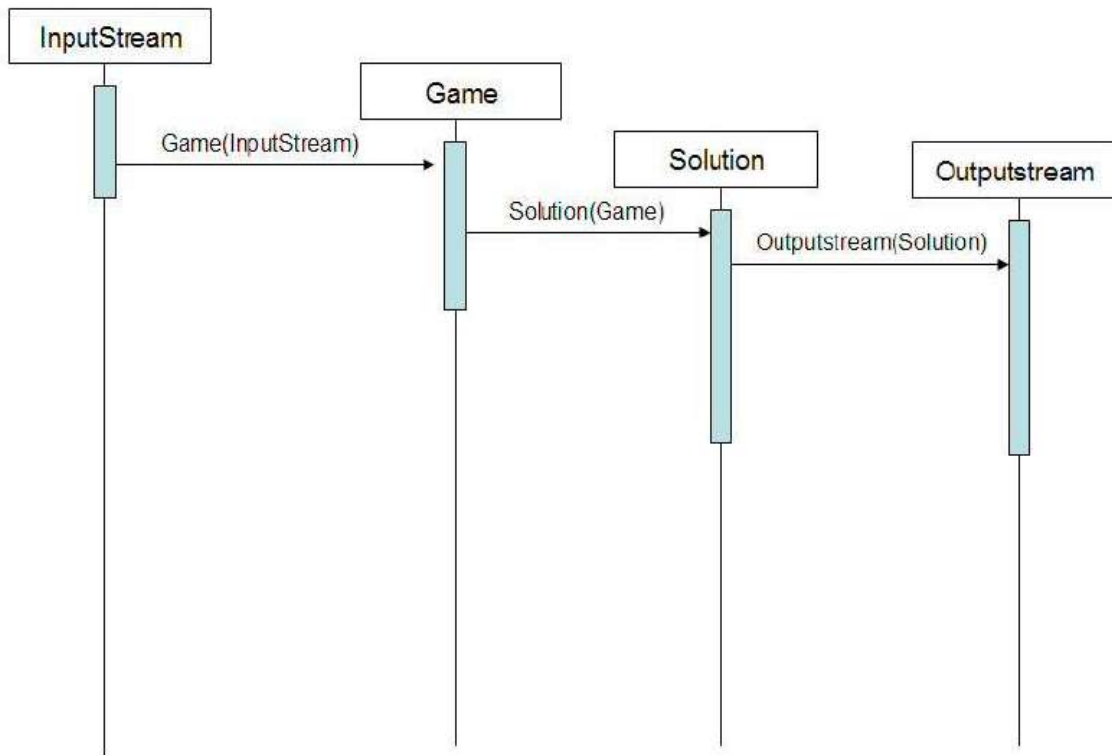 InputStream
Game
Game(InputStream)
Solution
Outputstream
Solution(Game)
Outputstream(Solution)